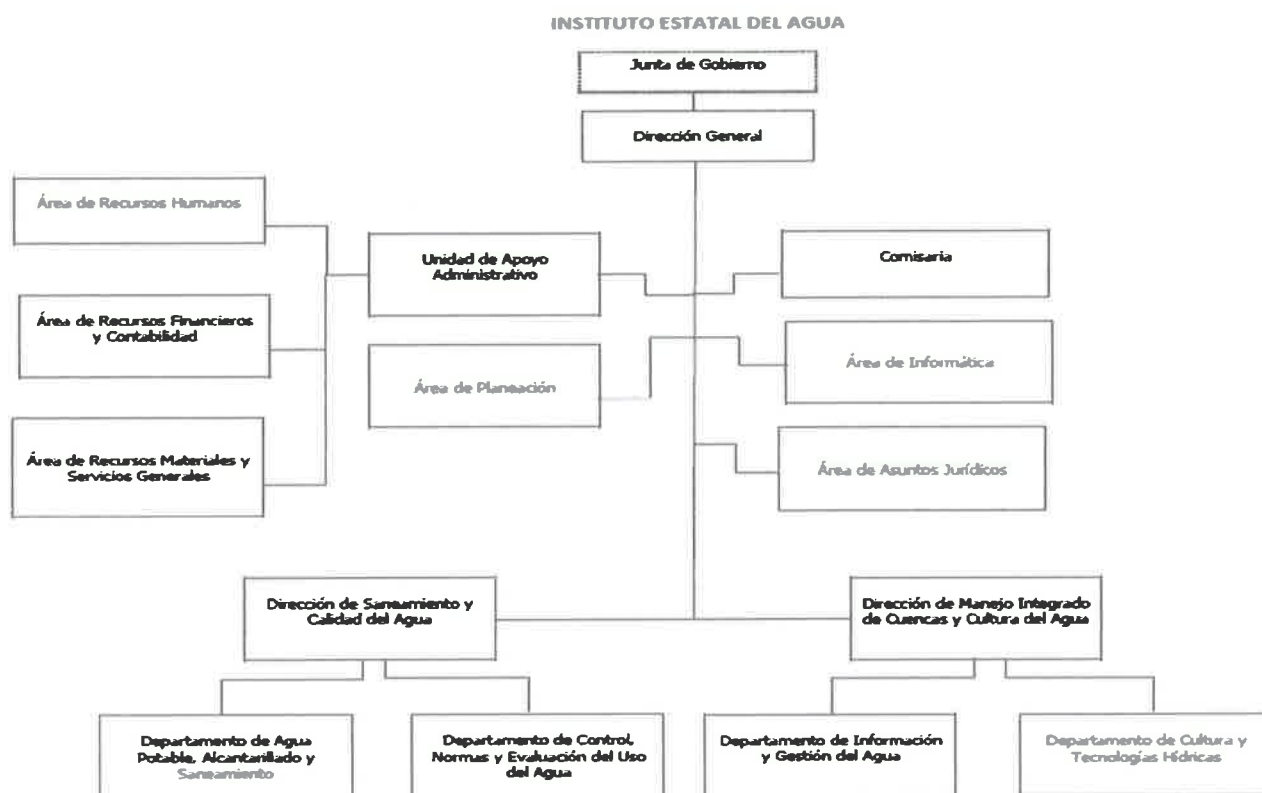 INSTITUTO ESTATAL DEL AGUA
Junta de Gobierno
Dirección General
Área de Recursos Humanos
Unidad de Apoyo
Administrativo
Comisaria
Área de Recursos Financieros
y Contabilidad
Área de Planeación
Área de Informática
Área de Recursos Materiales y
Servicios Generales
Área de Asuntos Jurídicos
Dirección de Saneamiento y
Calidad del Agua
Dirección de Manejo Integrado
de Cuencas y Cultura del Agua
Departamento de Agua
Potable, Alcantarillado y
Saneamiento
Departamento de Control,
Normas y Evaluación del Uso
del Agua
Departamento de Información
y Gestión del Agua
Departamento de Cultura y
Tecnologías Hídricas